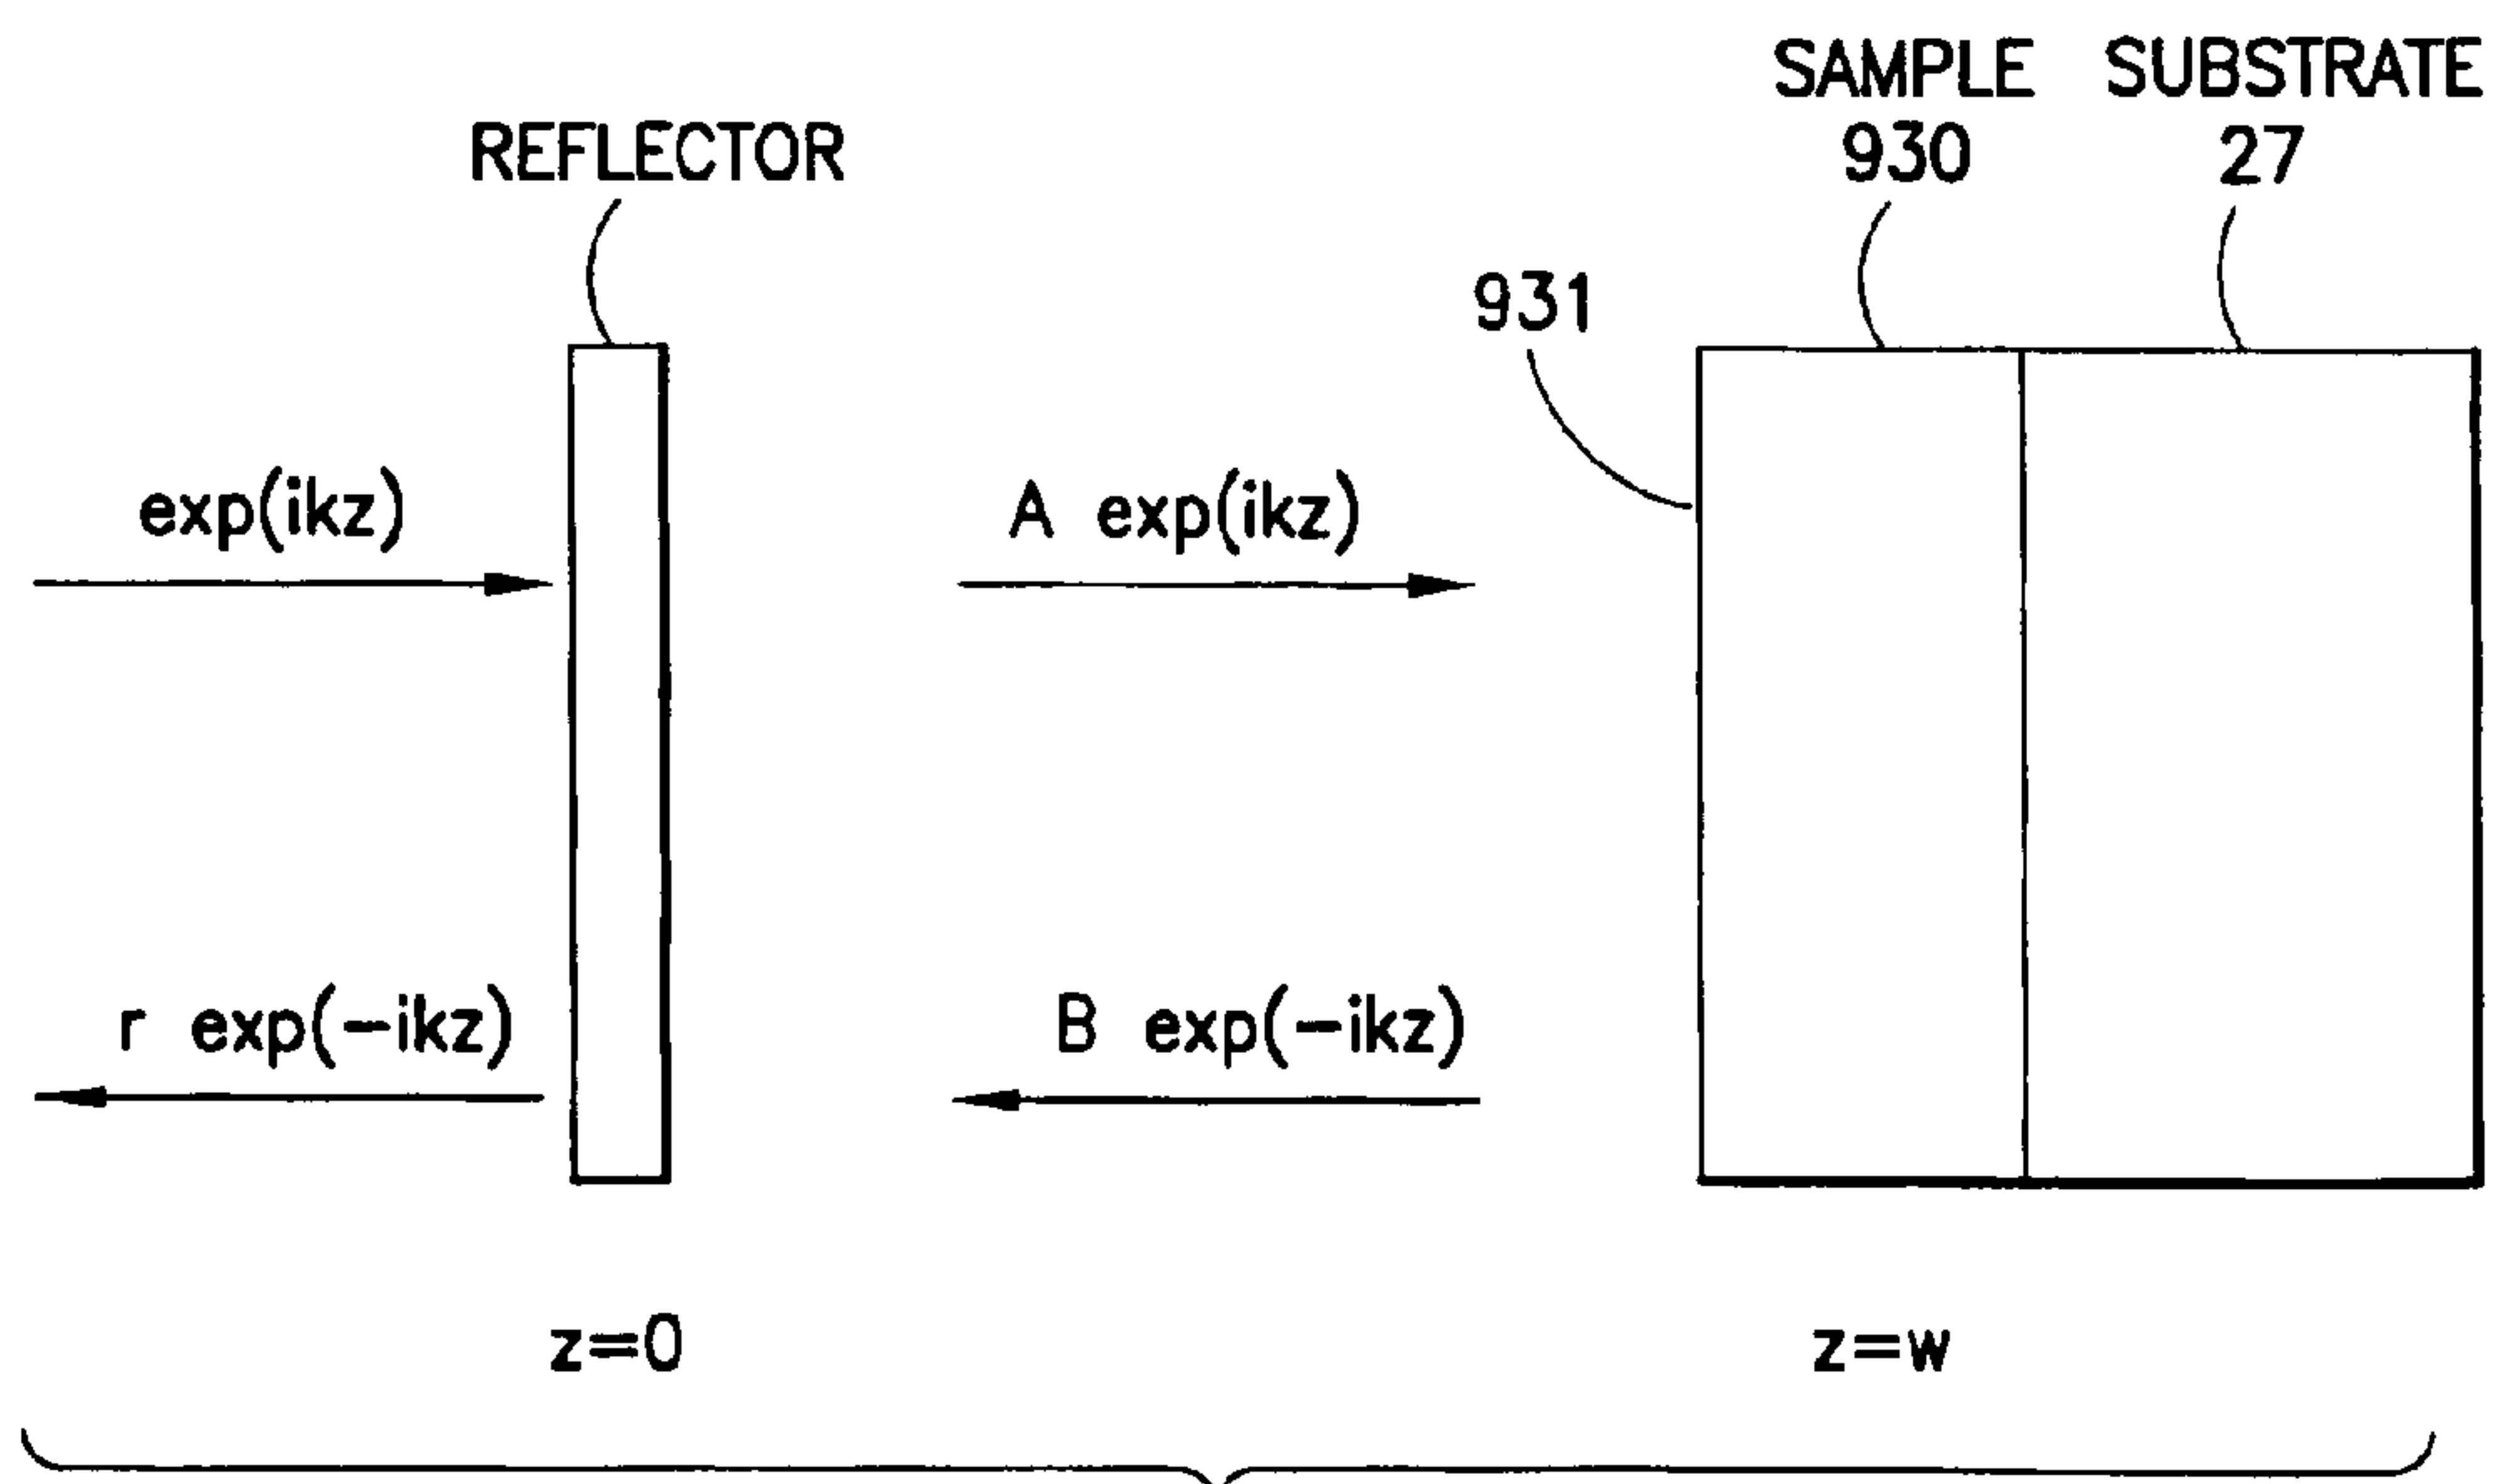 SAMPLE SUBSTRATE
REFLECTOR 930 27
931
exp(ikz) A exp(ikz)
r exp(-ikz) B exp(-ikz)
z=0 z=w